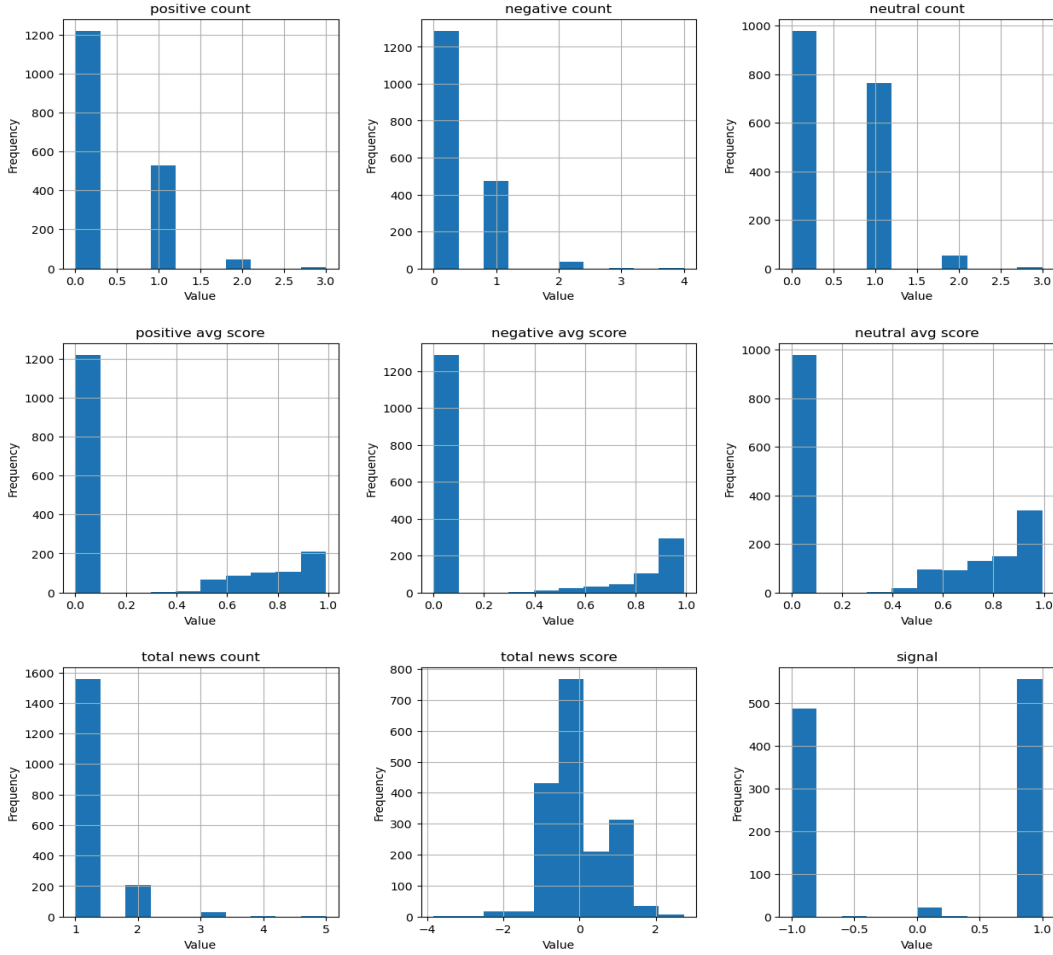 positive count
1200
1000
800
600
400
200
0
Frequency
0.0 0.5 1.0 1.5 2.0 2.5 3.0
Value
negative count
1200
1000
800
600
400
200
0
Frequency
0 1 2 3 4
Value
neutral count
1000
800
600
400
200
0
Frequency
0.0 0.5 1.0 1.5 2.0 2.5 3.0
Value
positive avg score
1200
1000
800
600
400
200
0
Frequency
0.0 0.2 0.4 0.6 0.8 1.0
Value
negative avg score
1200
1000
800
600
400
200
0
Frequency
0.0 0.2 0.4 0.6 0.8 1.0
Value
neutral avg score
1000
800
600
400
200
0
Frequency
0.0 0.2 0.4 0.6 0.8 1.0
Value
total news count
1600
1400
1200
1000
800
600
400
200
0
Frequency
1 2 3 4 5
Value
total news score
800
700
600
500
400
300
200
100
0
Frequency
−4 −2 0 2
Value
signal
500
400
300
200
100
0
Frequency
−1.0 −0.5 0.0 0.5 1.0
Value